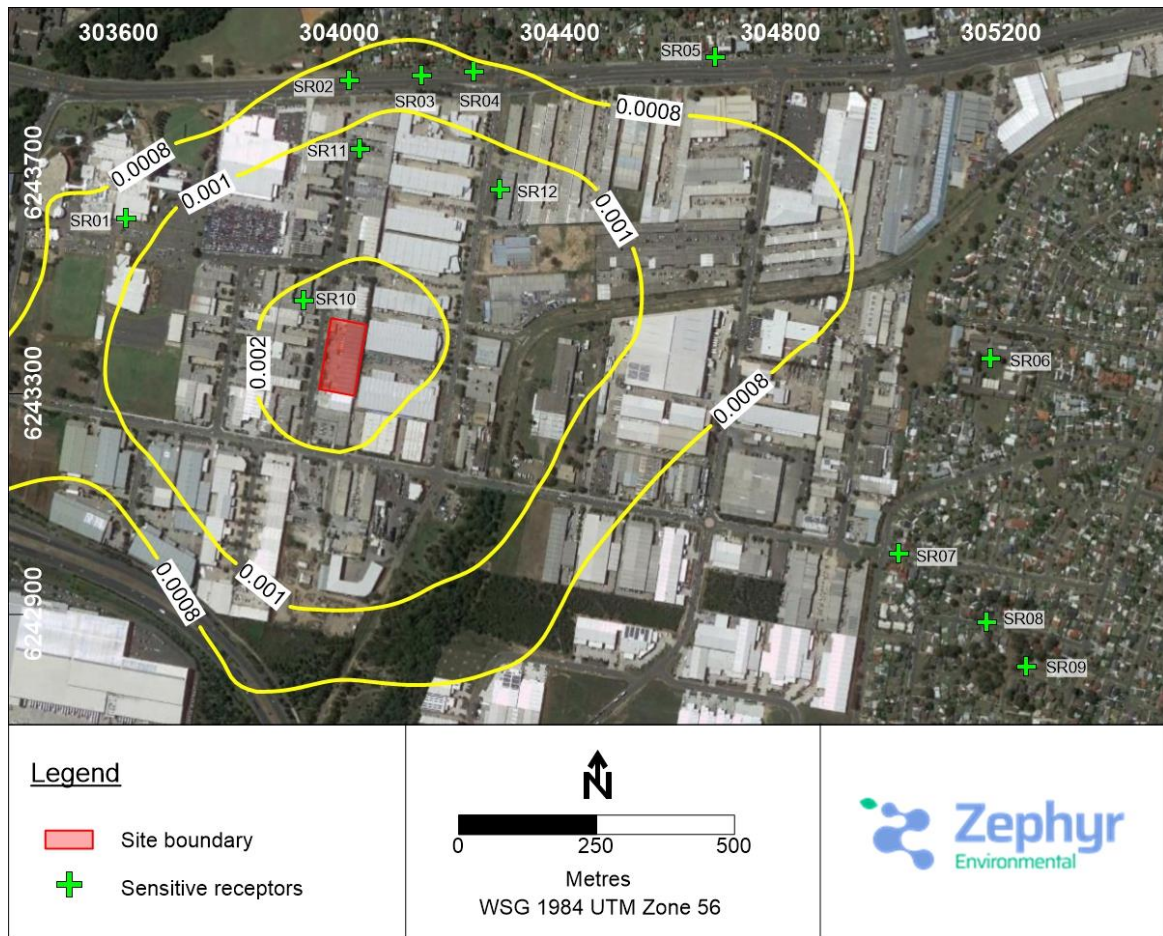 303600 304000 304400 304800 305200
SR05
SR02
SR03
SR04
0.0008
SR11
0.0008
6243700
0.001
SR12
SR01
0.001
SR10
0.002
SR06
6243300
0.0008
SR07
0.001
0.0008
6242900
SR08
SR09
Legend
Site boundary
Sensitive receptors
N
0 250 500
Metres
WSG 1984 UTM Zone 56
Zephyr
Environmental